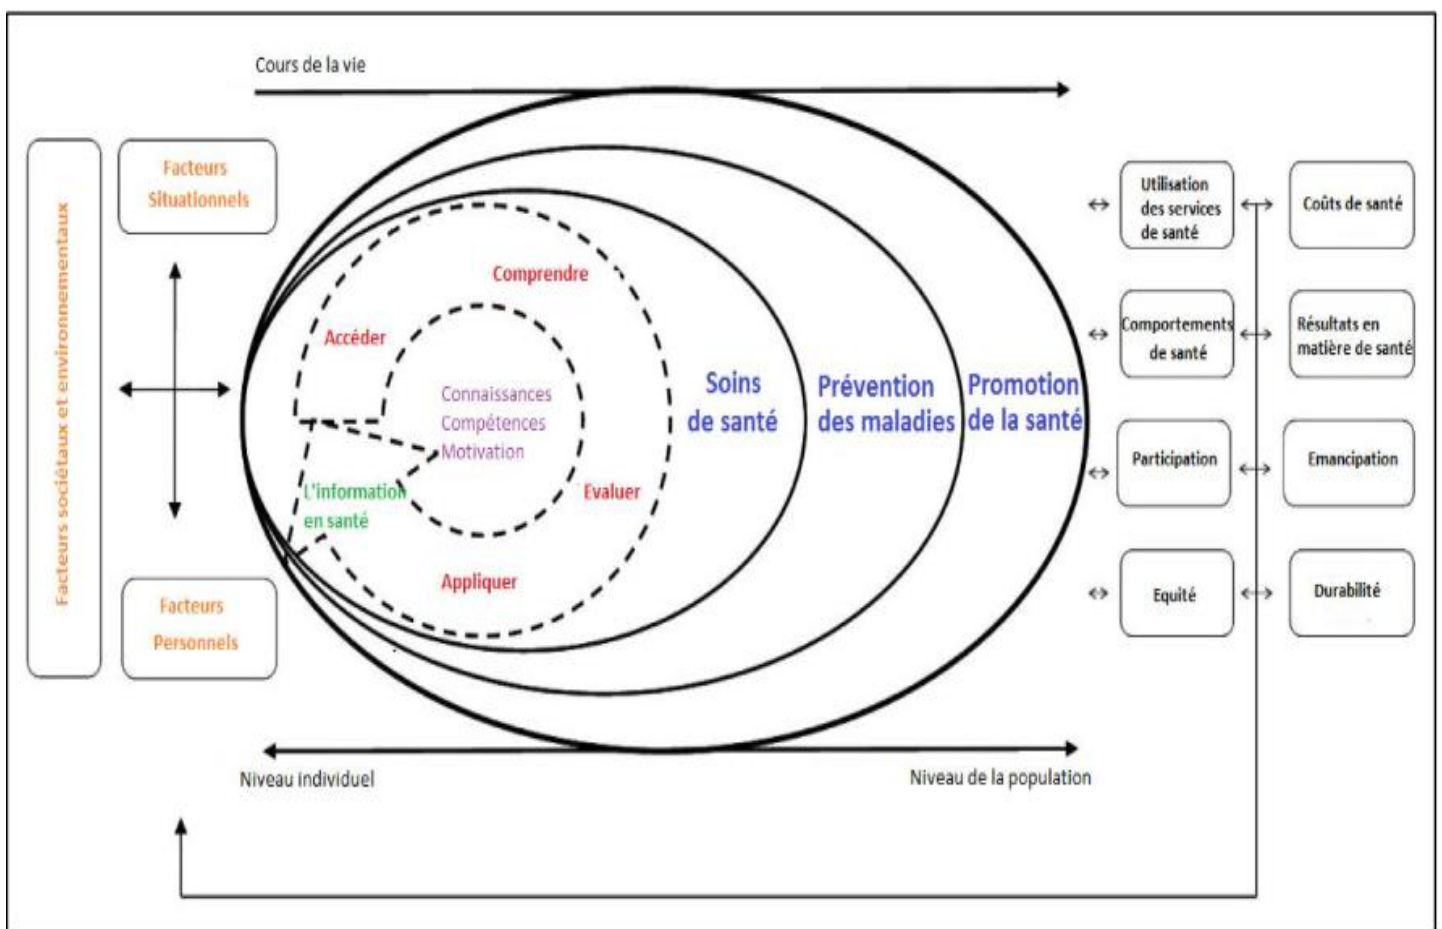 Cours de la vie
Facteurs sociétaux et environnementaux
Facteurs
Situationnels
Facteurs
Personnels
Comprendre
Accéder
Connaissances
Compétences
Motivation
L'information
en santé
Evaluer
Appliquer
Soins
de santé
Prévention
des maladies
Promotion
de la santé
Utilisation
des services
de santé
Coûts de santé
Comportements
de santé
Résultats en
matière de santé
Participation
Emancipation
Equité
Durabilité
Niveau individuel
Niveau de la population